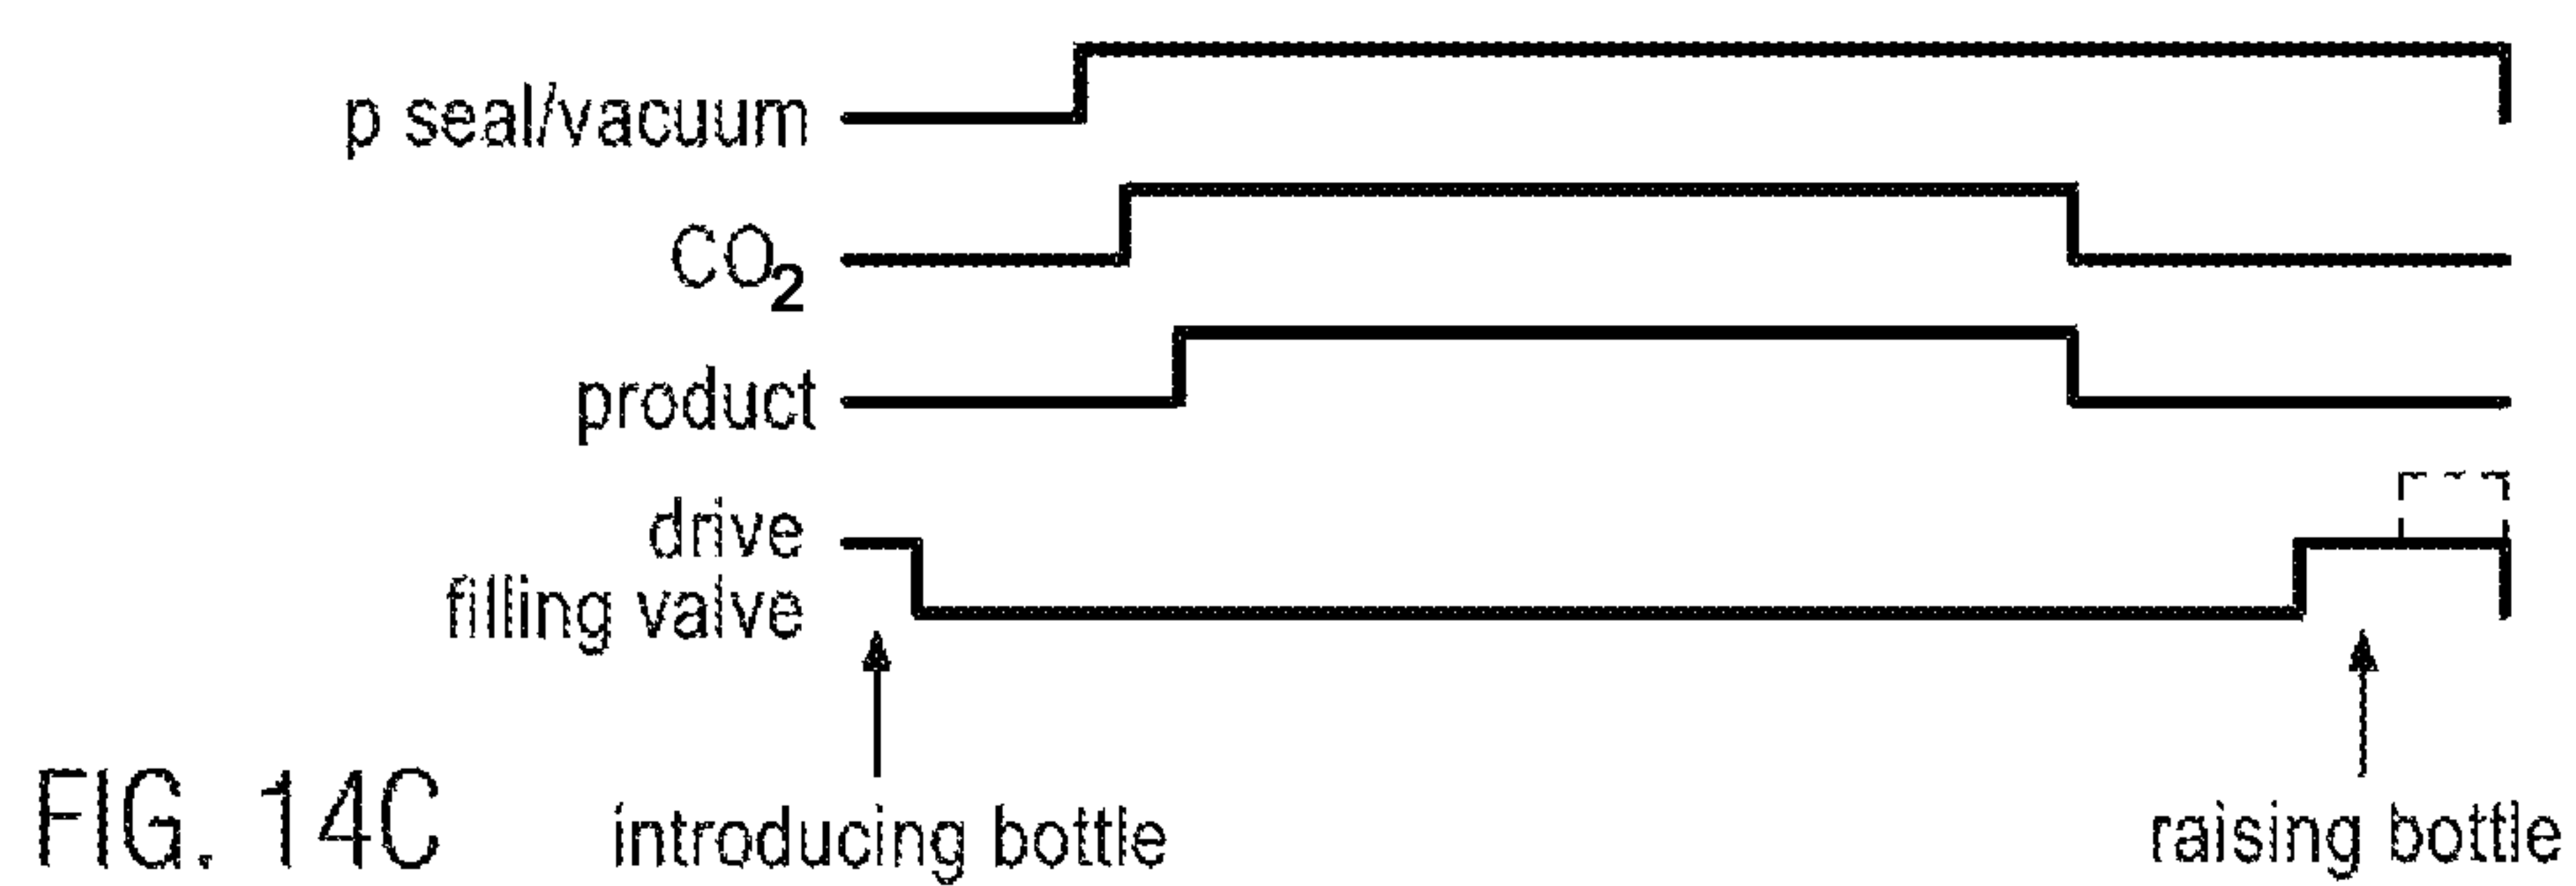 p seal/vacuum
CO₂
product
drive
filling valve
FIG. 14C
introducing bottle
raising bottle